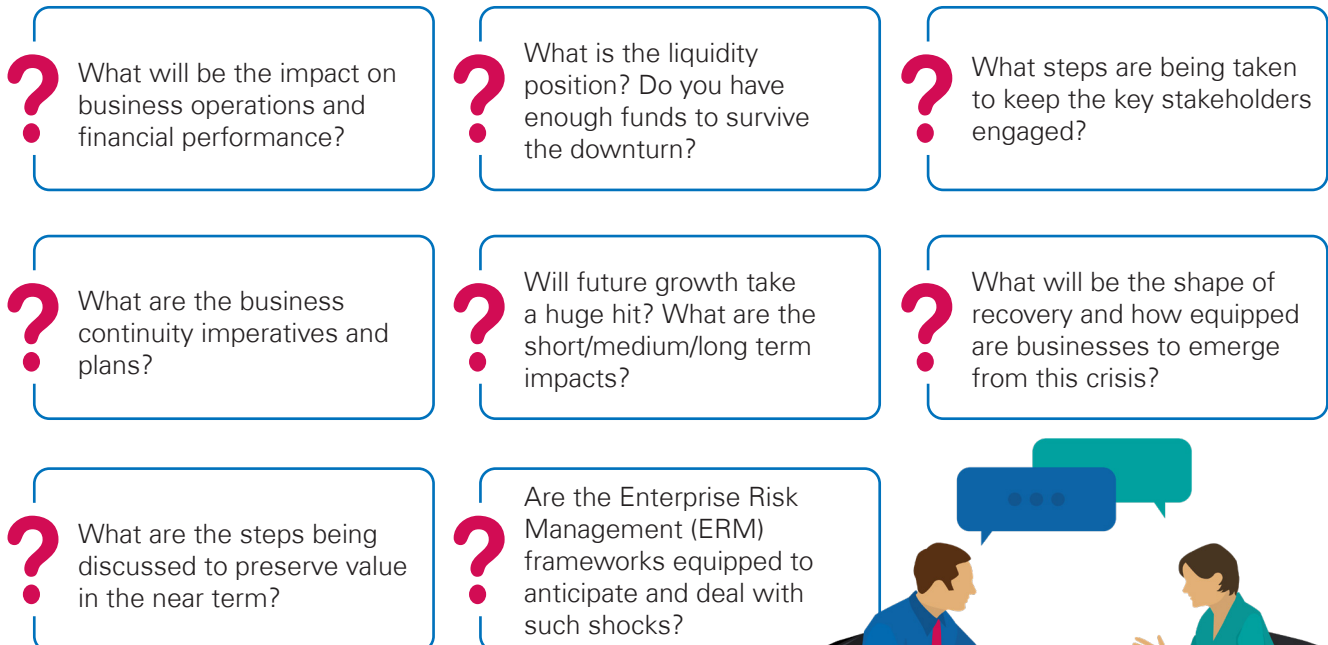 What will be the impact on
business operations and
financial performance?
What is the liquidity
position? Do you have
enough funds to survive
the downturn?
What steps are being taken
to keep the key stakeholders
engaged?
What are the business
continuity imperatives and
plans?
Will future growth take
a huge hit? What are the
short/medium/long term
impacts?
What will be the shape of
recovery and how equipped
are businesses to emerge
from this crisis?
What are the steps being
discussed to preserve value
in the near term?
Are the Enterprise Risk
Management (ERM)
frameworks equipped to
anticipate and deal with
such shocks?